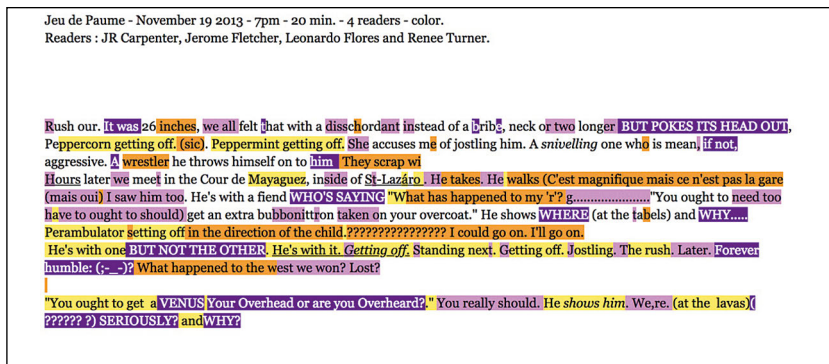 Jeu de Paume - November 19 2013 - 7pm - 20 min. - 4 readers - color.
Readers : JR Carpenter, Jerome Fletcher, Leonardo Flores and Renee Turner.
Rush our. It was 26 inches, we all felt that with a disschordant instead of a bribe, neck or two longer BUT POKES ITS HEAD OUT,
Peppercorn getting off. (sic). Peppermint getting off. She accuses me of jostling him. A snivelling one who is mean, if not,
aggressive. A wrestler he throws himself on to him They scrap wi
Hours later we meet in the Cour de Mayaguez, inside of St-Lazáro . He takes. He walks (C'est magnifique mais ce n'est pas la gare
(mais oui) I saw him too. He's with a fiend WHO'S SAYING "What has happened to my 'r'? g......................"You ought to need too
have to ought to should) get an extra bubbonittron taken on your overcoat." He shows WHERE (at the tabels) and WHY.....
Perambulator setting off in the direction of the child.???????????????? I could go on. I'll go on.
He's with one BUT NOT THE OTHER. He's with it. Getting off. Standing next. Getting off. Jostling. The rush. Later. Forever
humble: (;-_-)? What happened to the west we won? Lost?
"You ought to get a VENUS Your Overhead or are you Overheard?." You really should. He shows him. We,re. (at the lavas)(
?????? ?) SERIOUSLY? andWHY?